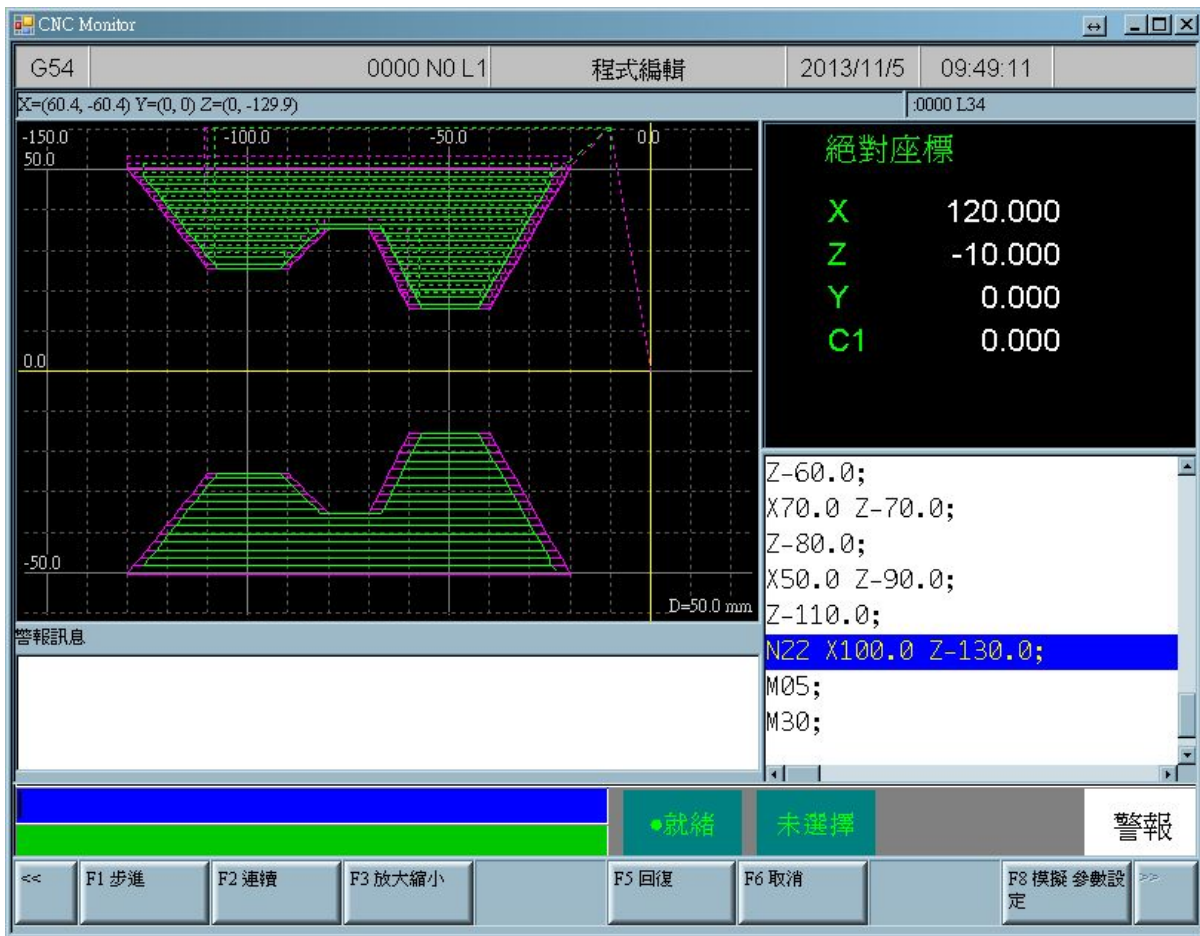 CNC Monitor
G54 0000 N0 L1 程式編輯 2013/11/5 09:49:11
X=(60.4, -60.4) Y=(0, 0) Z=(0, -129.9) :0000 L34
-150.0 -100.0 -50.0 0.0
50.0
0.0
-50.0
D=50.0 mm
絕對座標
X 120.000
Z -10.000
Y 0.000
C1 0.000
Z-60.0;
X70.0 Z-70.0;
Z-80.0;
X50.0 Z-90.0;
Z-110.0;
N22 X100.0 Z-130.0;
M05;
M30;
警報訊息
●就緒 未選擇 警報
<< F1 步進 F2 連續 F3 放大縮小 F5 回復 F6 取消 F8 模擬 參數設
定 >>